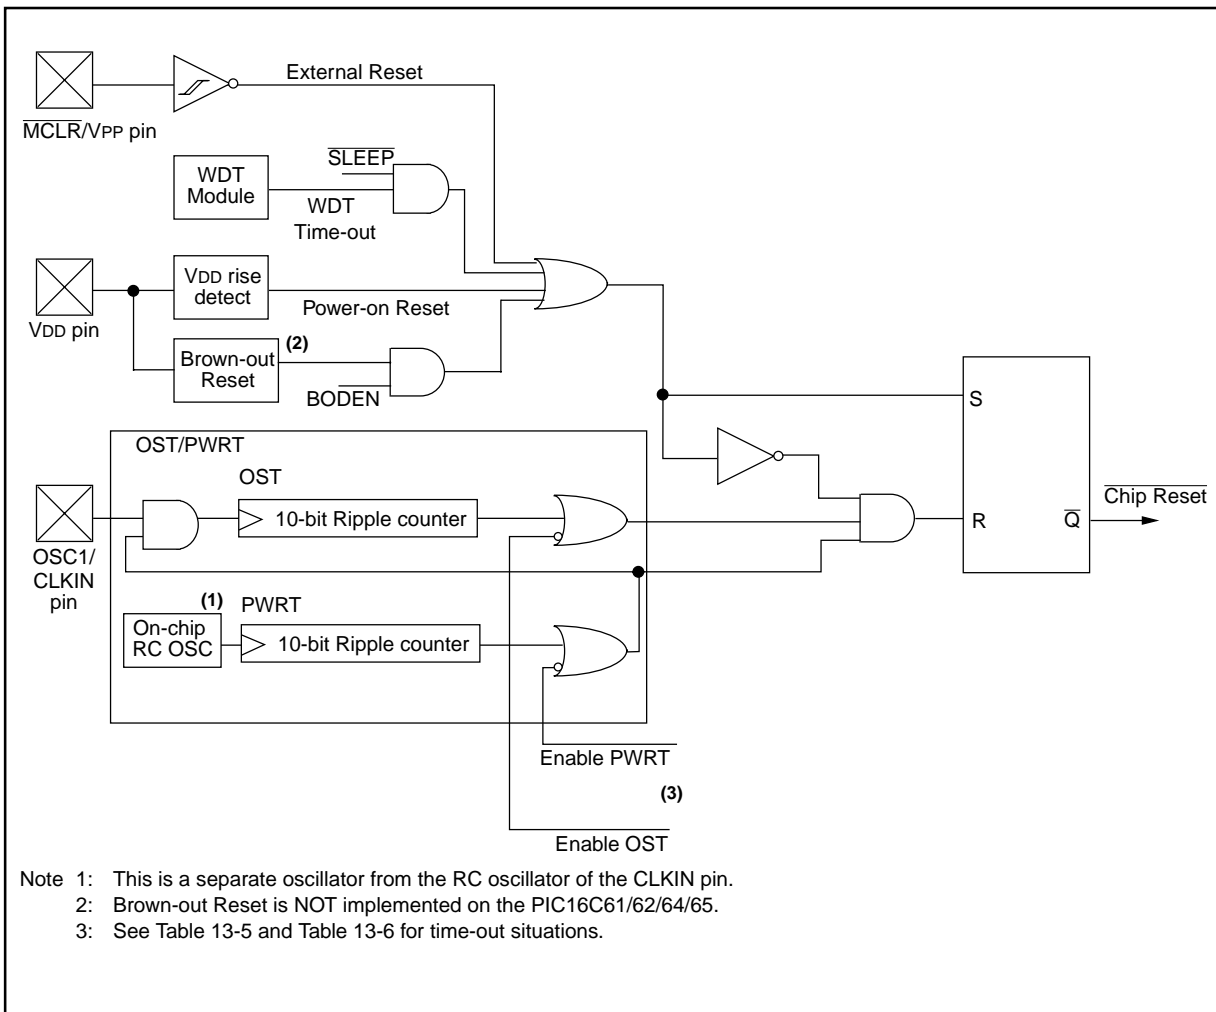 External Reset
M̅C̅L̅R̅/VPP pin
S̅L̅E̅E̅P̅
WDT
Module
WDT
Time-out
VDD rise
detect
Power-on Reset
VDD pin
(2)
Brown-out
Reset
BODEN
S
OST/PWRT
OST
C̅h̅i̅p̅ ̅R̅e̅s̅e̅t̅
10-bit Ripple counter
R
Q̅
OSC1/
CLKIN
pin
(1)
PWRT
On-chip
RC OSC
10-bit Ripple counter
Enable PWRT
(3)
Enable OST
Note 1: This is a separate oscillator from the RC oscillator of the CLKIN pin.
2: Brown-out Reset is NOT implemented on the PIC16C61/62/64/65.
3: See Table 13-5 and Table 13-6 for time-out situations.